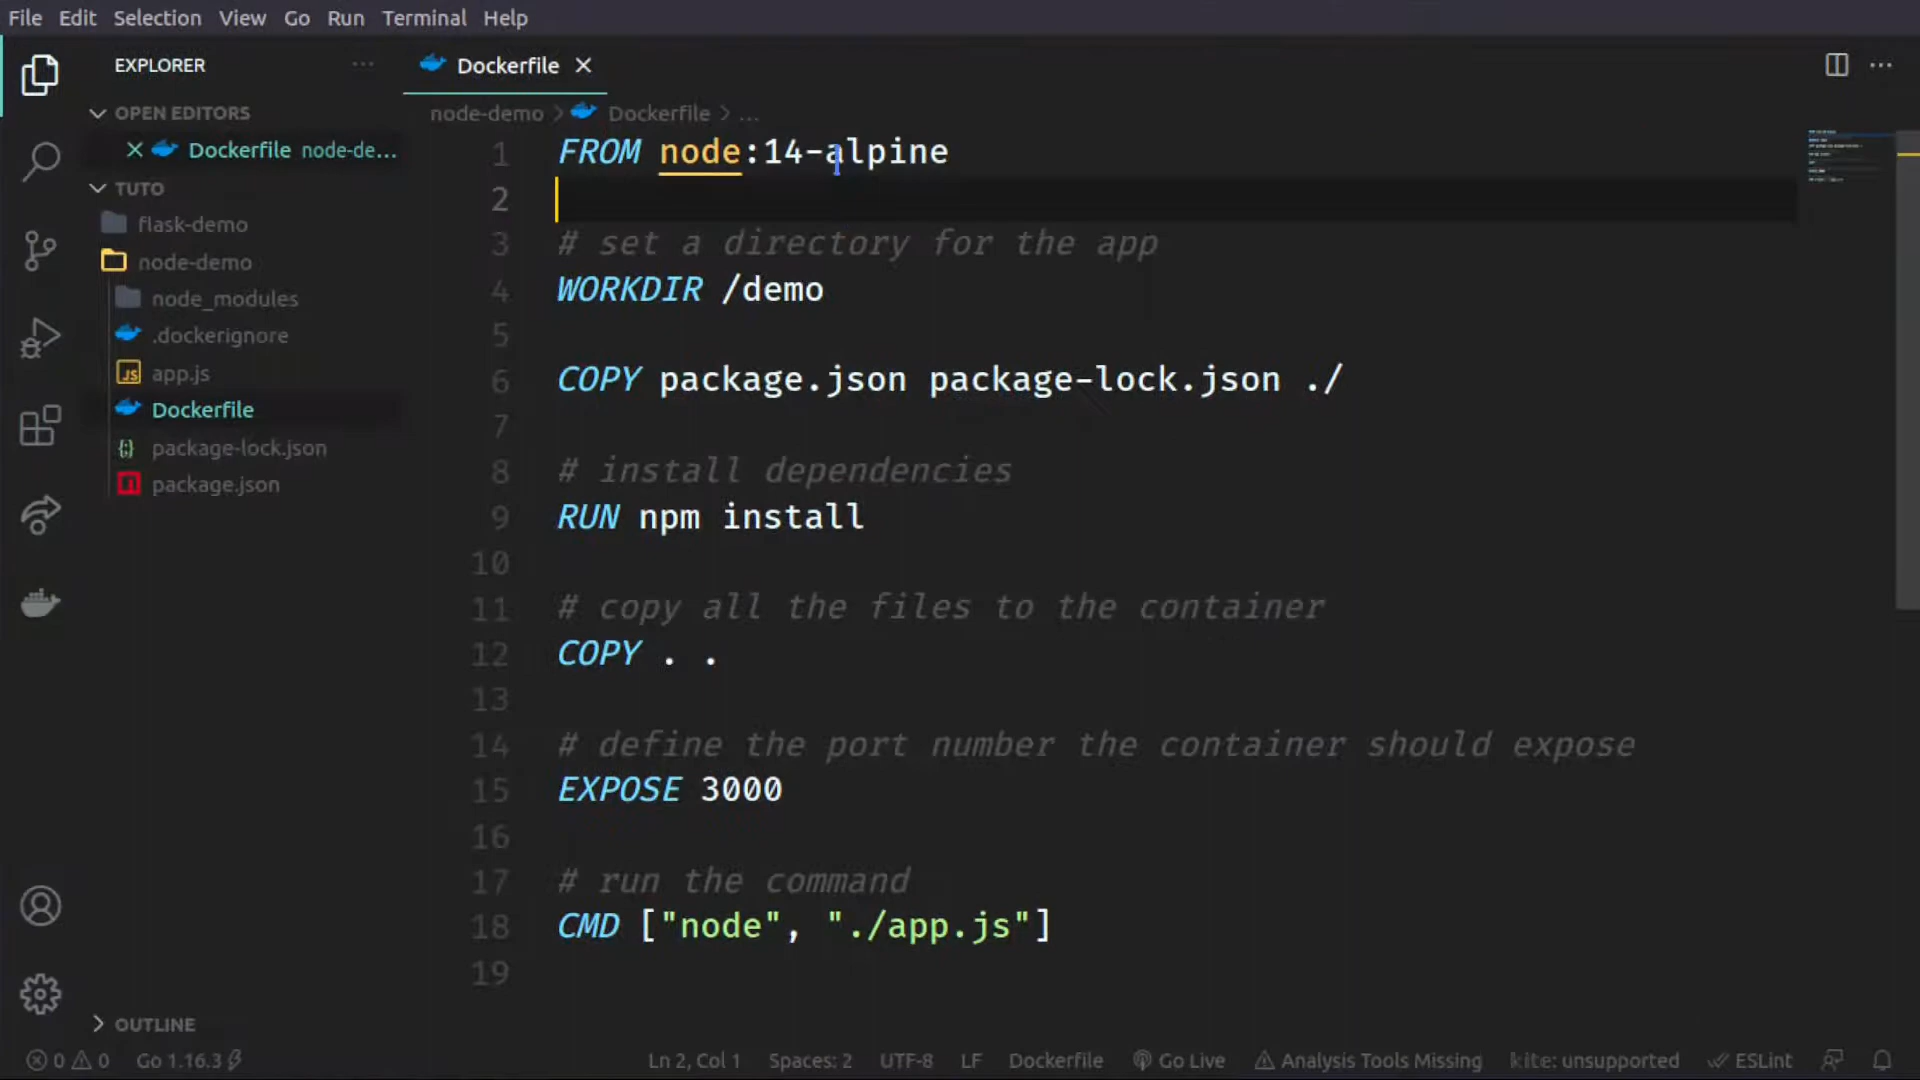 File Edit Selection View Go Run Terminal Help
EXPLORER
OPEN EDITORS
Dockerfile node-de...
TUTO
flask-demo
node-demo
node_modules
.dockerignore
JS app.js
Dockerfile
{} package-lock.json
package.json
OUTLINE
Dockerfile
node-demo > Dockerfile > ...
1 FROM node:14-alpine
2
3 # set a directory for the app
4 WORKDIR /demo
5
6 COPY package.json package-lock.json ./
7
8 # install dependencies
9 RUN npm install
10
11 # copy all the files to the container
12 COPY . .
13
14 # define the port number the container should expose
15 EXPOSE 3000
16
17 # run the command
18 CMD ["node", "./app.js"]
19
0 0 Go 1.16.3 Ln 2, Col 1 Spaces: 2 UTF-8 LF Dockerfile Go Live Analysis Tools Missing kite: unsupported ESLint